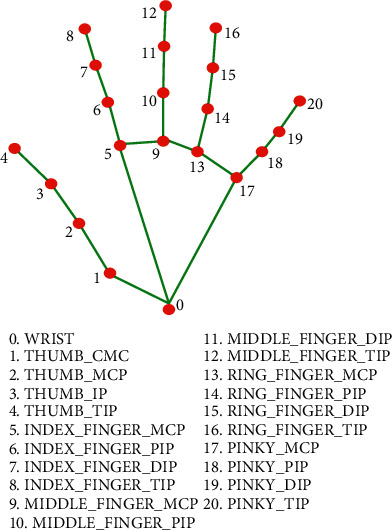 12
16
8
11
7
15
10
6
14
20
19
5
9
13
18
4
17
3
2
1
0
0. WRIST
1. THUMB_CMC
2. THUMB_MCP
3. THUMB_IP
4. THUMB_TIP
5. INDEX_FINGER_MCP
6. INDEX_FINGER_PIP
7. INDEX_FINGER_DIP
8. INDEX_FINGER_TIP
9. MIDDLE_FINGER_MCP
10. MIDDLE_FINGER_PIP
11. MIDDLE_FINGER_DIP
12. MIDDLE_FINGER_TIP
13. RING_FINGER_MCP
14. RING_FINGER_PIP
15. RING_FINGER_DIP
16. RING_FINGER_TIP
17. PINKY_MCP
18. PINKY_PIP
19. PINKY_DIP
20. PINKY_TIP